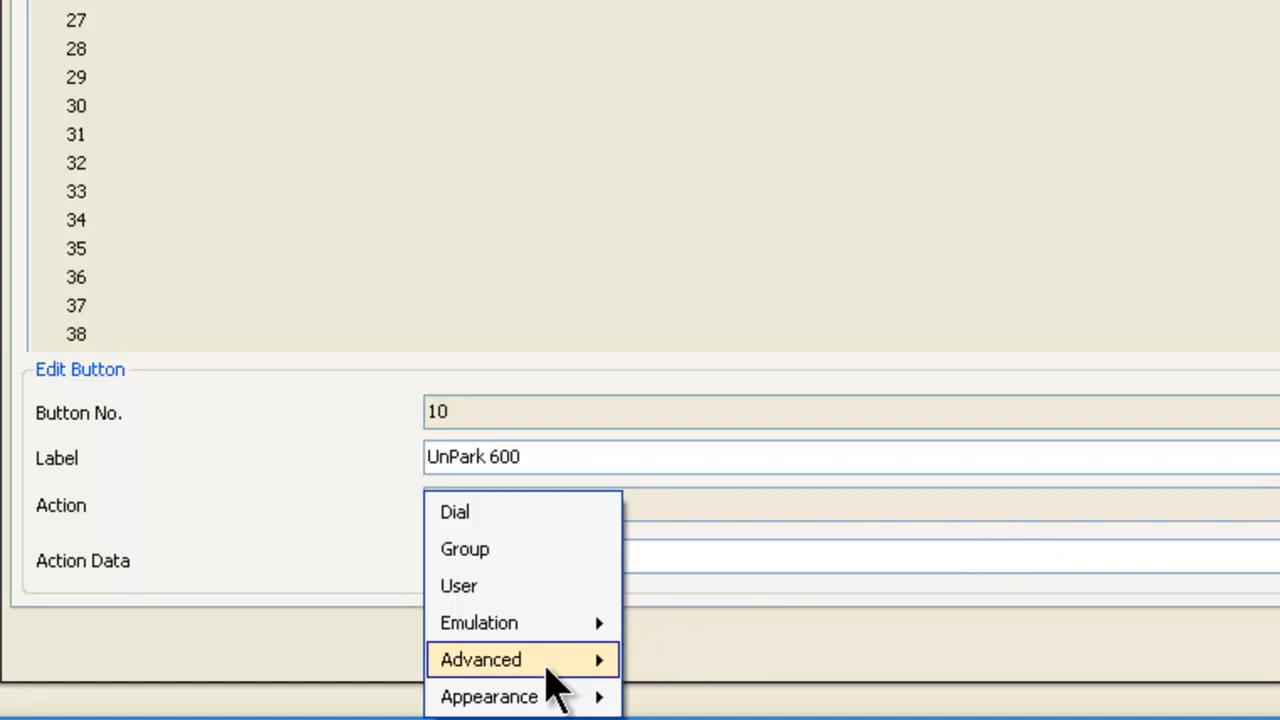 27
28
29
30
31
32
33
34
35
36
37
38
Edit Button
Button No. 10
Label UnPark 600
Action
Action Data
Dial
Group
User
Emulation
Advanced
Appearance